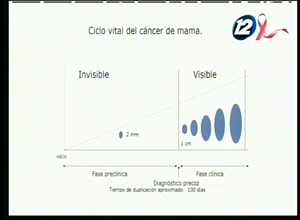 12
Ciclo vital del cáncer de mama.
Invisible
Visible
2 mm
1 cm
Inicio
Fase preclínica
Fase clínica
Diagnóstico precoz
Tiempo de duplicación aproximado: 100 días